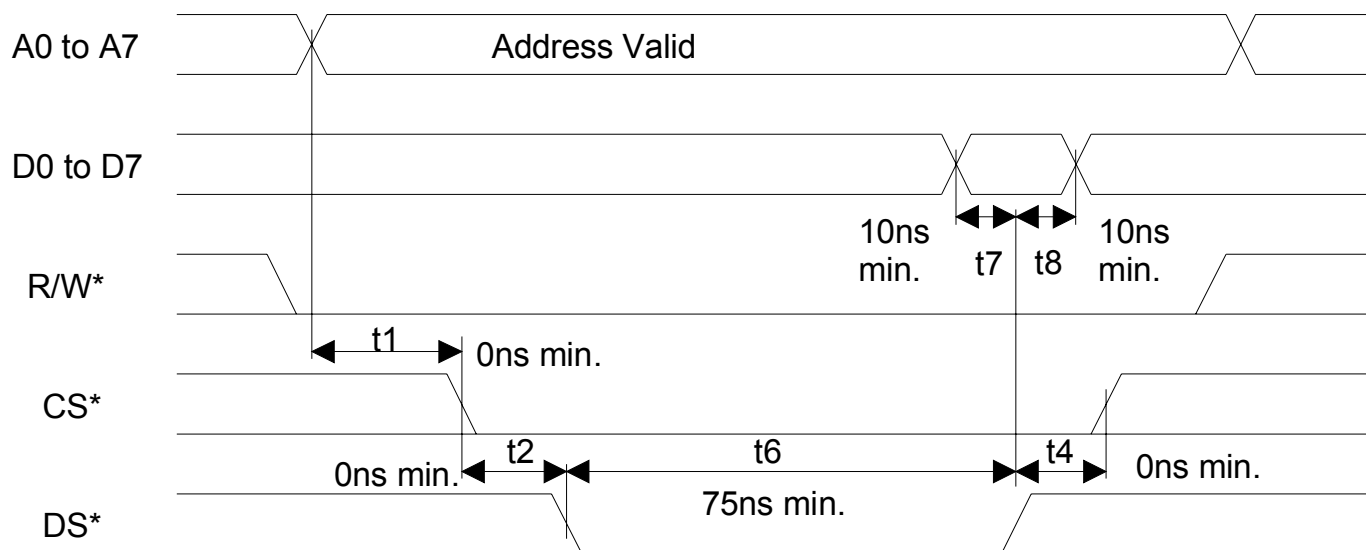 A0 to A7
Address Valid
D0 to D7
10ns
min.
t7
t8
10ns
min.
R/W*
t1
0ns min.
CS*
0ns min.
t2
t6
75ns min.
t4
0ns min.
DS*